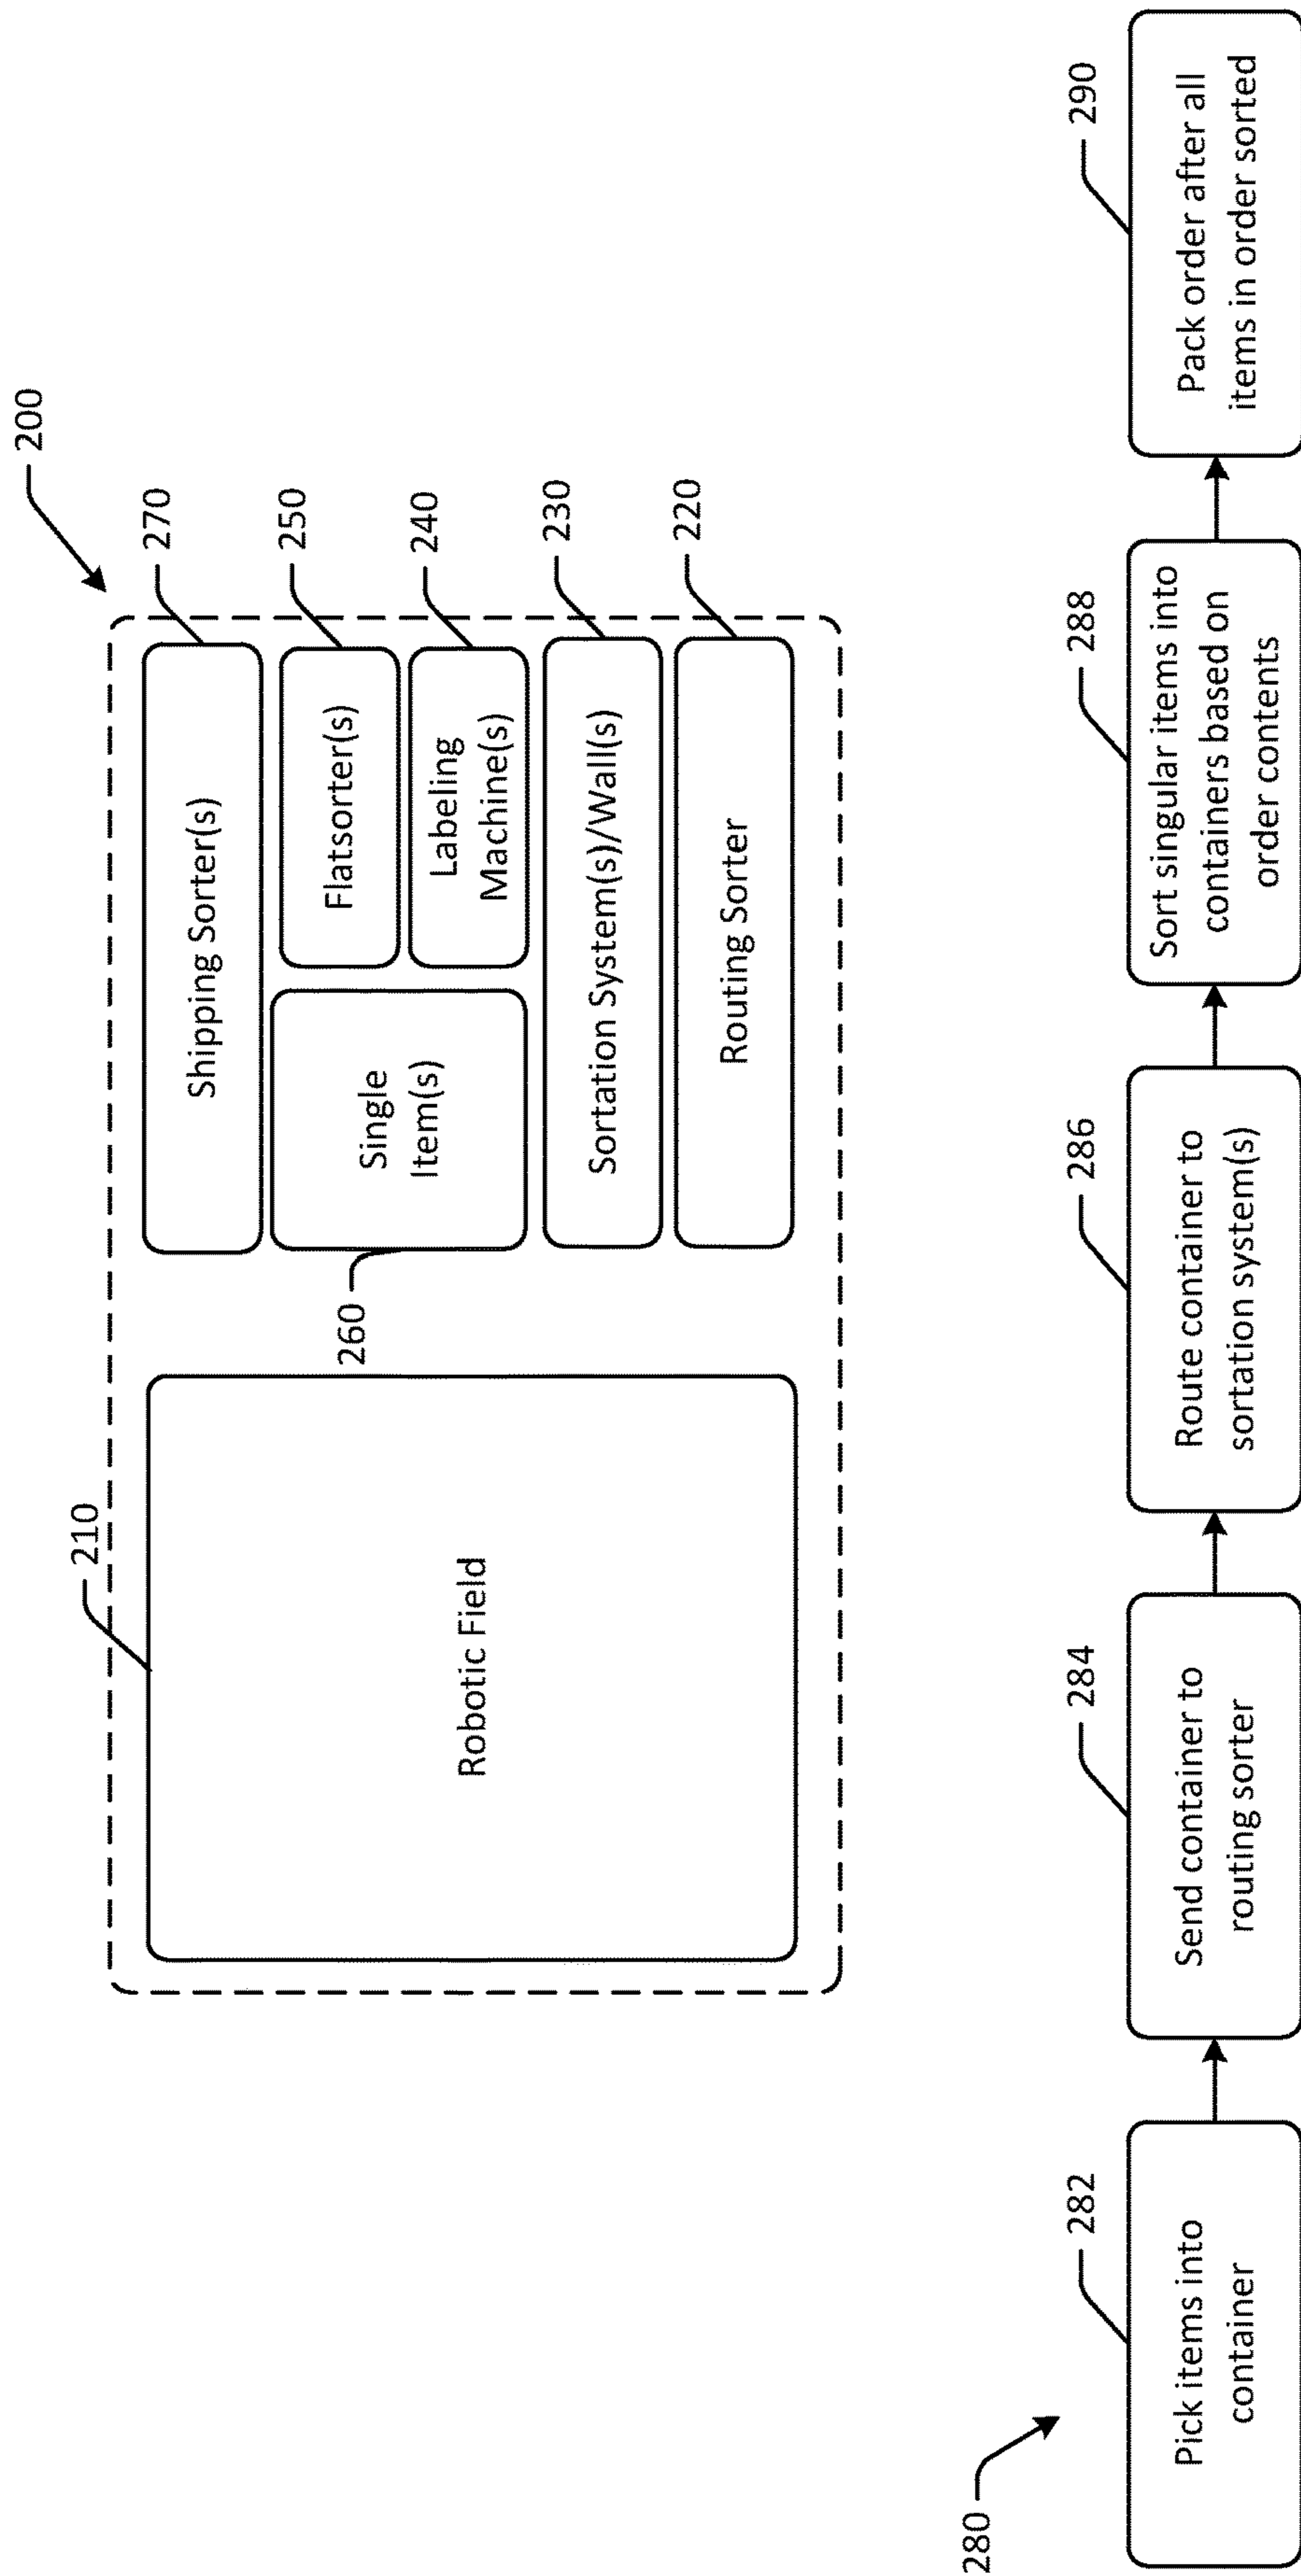 200
210
Robotic Field
Shipping Sorter(s)
270
Single
Item(s)
260
Flatsorter(s)
250
Labeling
Machine(s)
240
Sortation System(s)/Wall(s)
230
Routing Sorter
220
280
282
Pick items into
container
284
Send container to
routing sorter
286
Route container to
sortation system(s)
288
Sort singular items into
containers based on
order contents
290
Pack order after all
items in order sorted